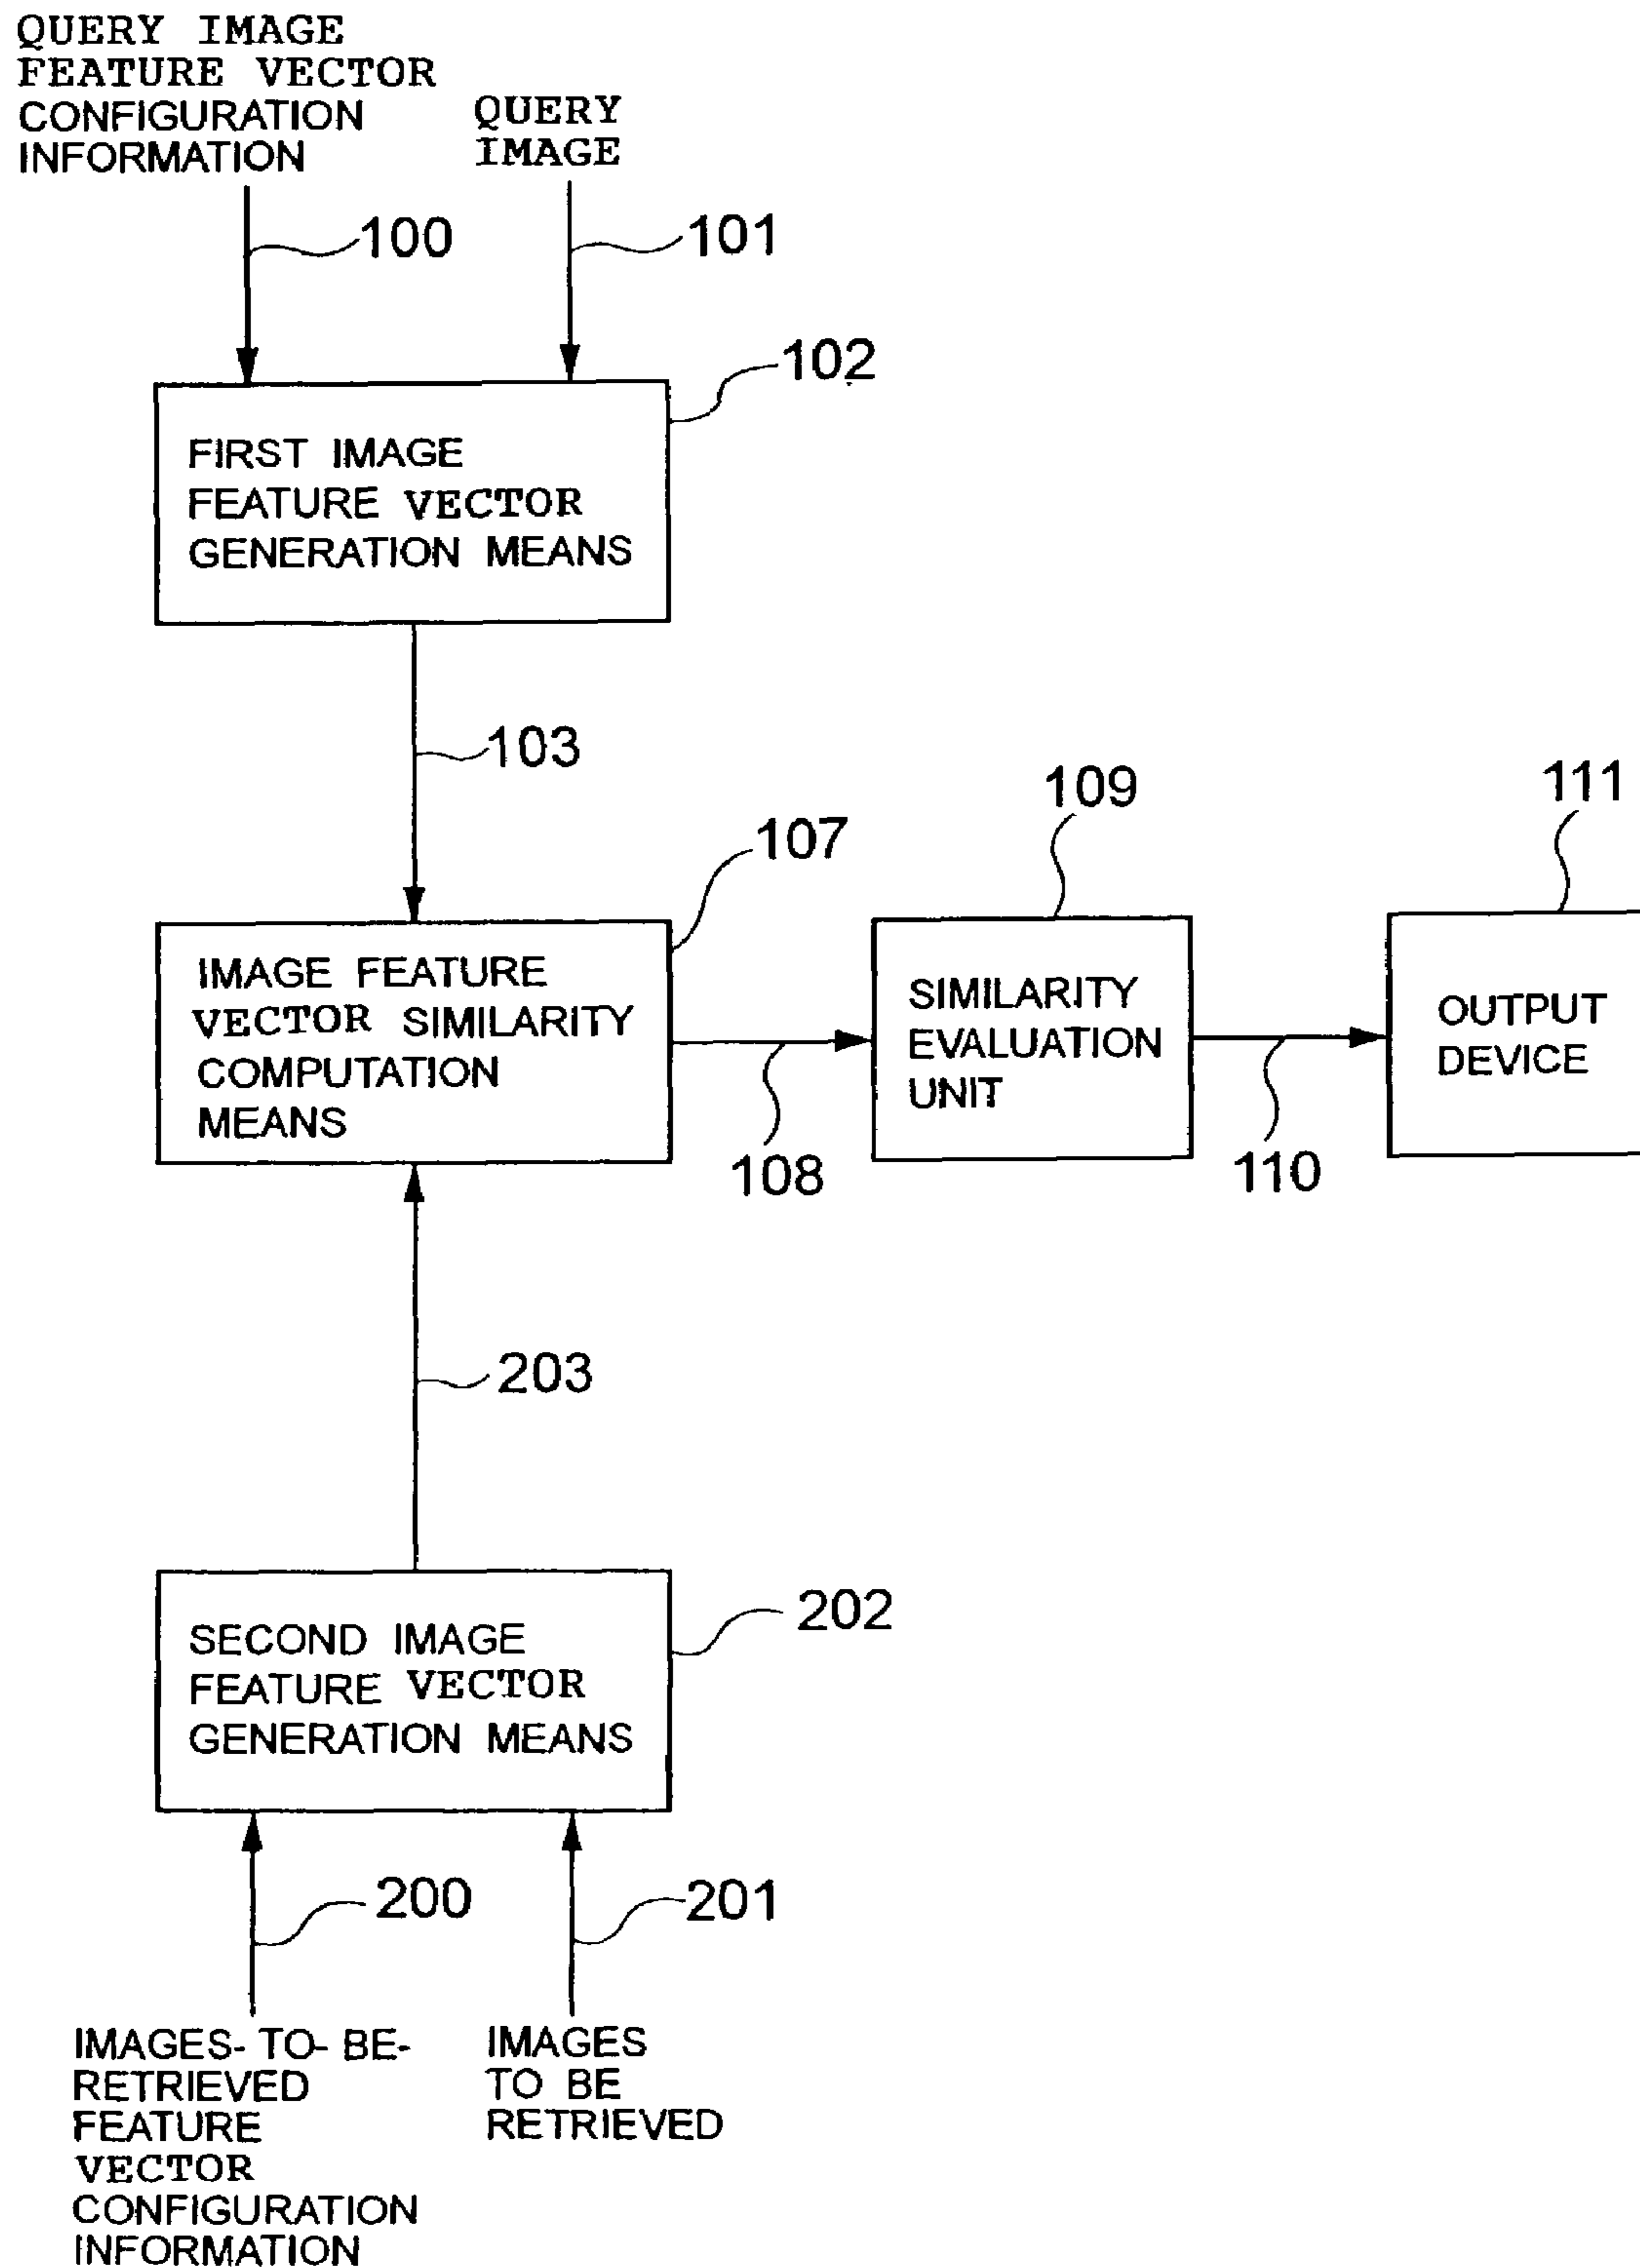 QUERY IMAGE
FEATURE VECTOR
CONFIGURATION
INFORMATION
QUERY
IMAGE
100
101
102
FIRST IMAGE
FEATURE VECTOR
GENERATION MEANS
103
107
109
111
IMAGE FEATURE
VECTOR SIMILARITY
COMPUTATION
MEANS
SIMILARITY
EVALUATION
UNIT
OUTPUT
DEVICE
108
110
203
202
SECOND IMAGE
FEATURE VECTOR
GENERATION MEANS
200
201
IMAGES- TO- BE-
RETRIEVED
FEATURE
VECTOR
CONFIGURATION
INFORMATION
IMAGES
TO BE
RETRIEVED